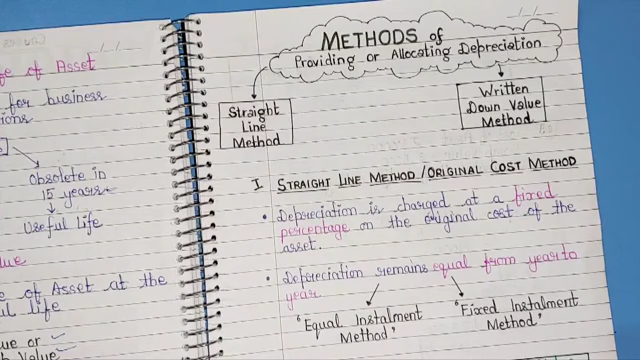 fe of Asset
for business
ions
Obsolete in
15 years
Useful life
lue
e of Asset at the
ul life
ue or
h Value
METHODS of
Providing or Allocating Depreciation
Straight
Line
Method
Written
Down Value
Method
I STRAIGHT LINE METHOD / ORIGINAL COST METHOD
• Depreciation is charged at a fixed
percentage on the original cost of the
asset.
• Depreciation remains equal from year to
year
"Equal Instalment
Method"
"Fixed Instalment
Method"